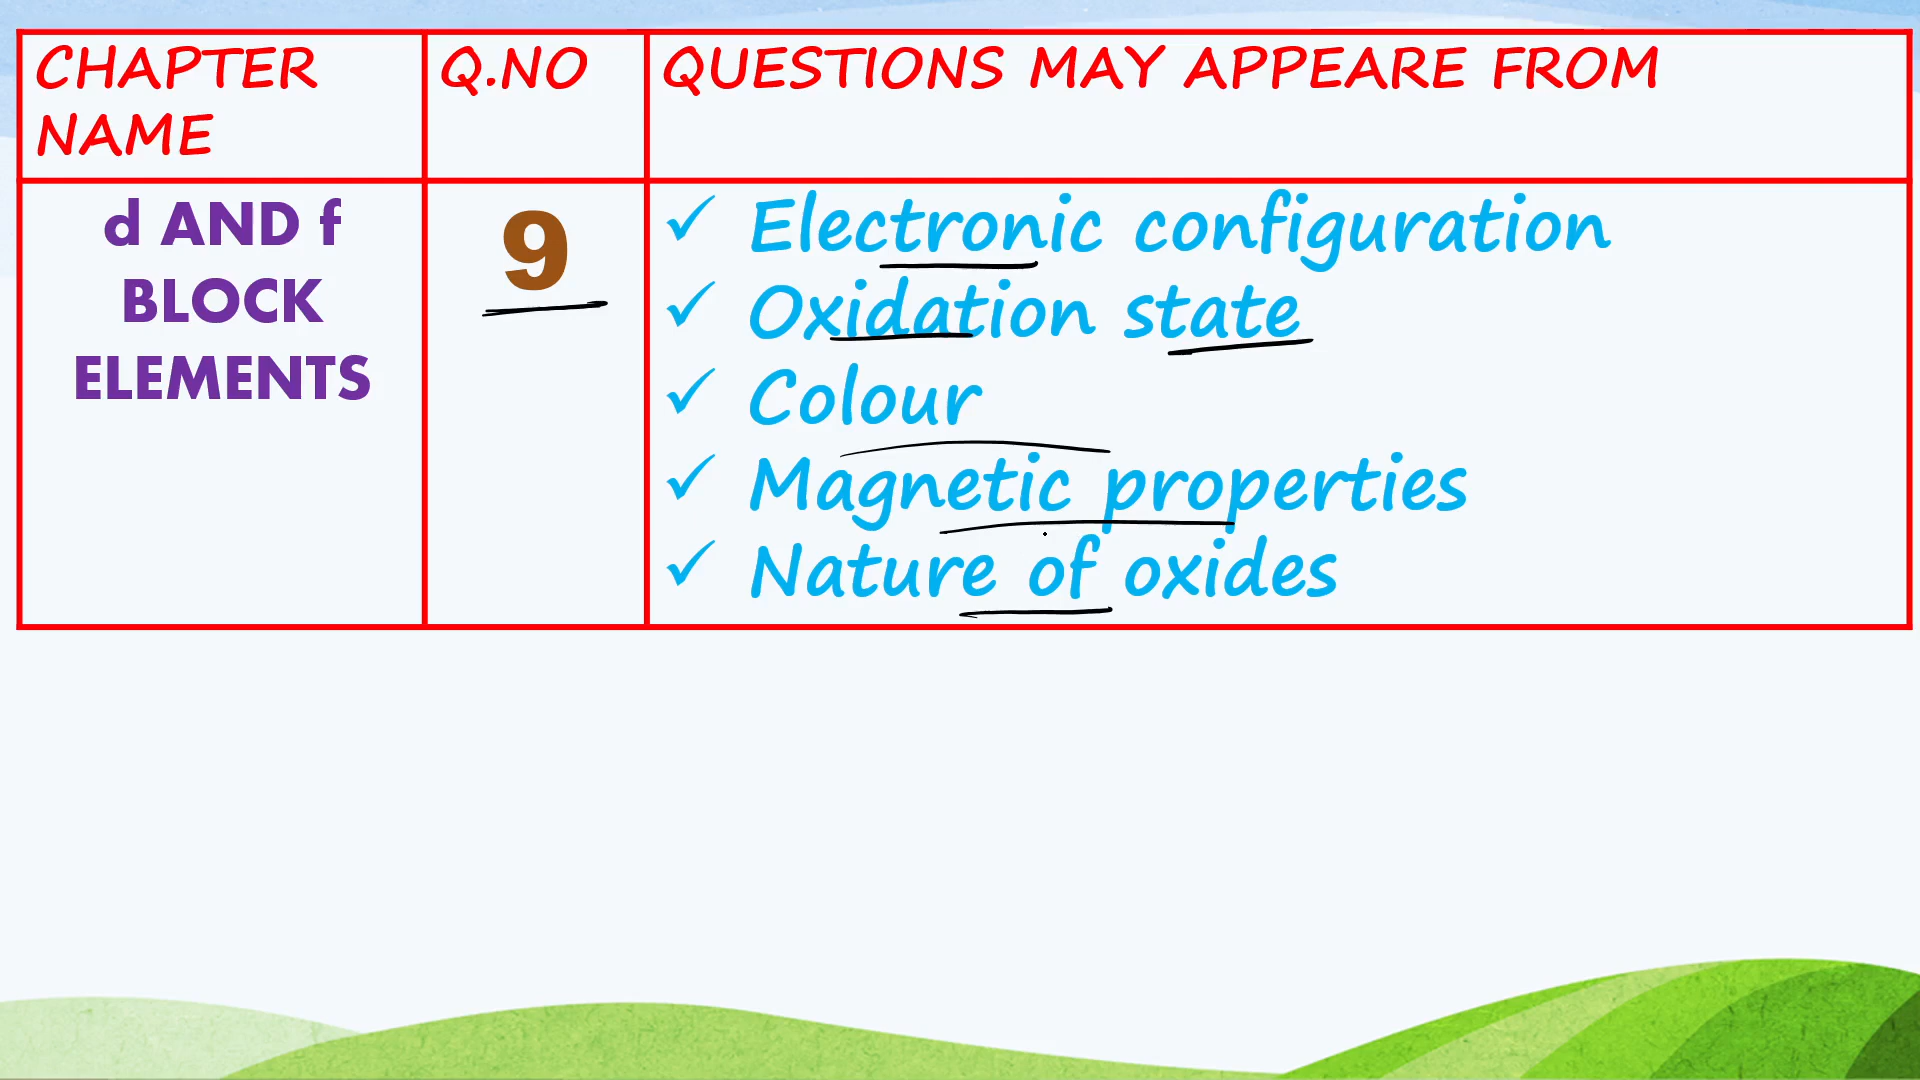 CHAPTER
NAME
Q.NO
QUESTIONS MAY APPEARE FROM
d AND f
BLOCK
ELEMENTS
9
✓ Electronic configuration
✓ Oxidation state
✓ Colour
✓ Magnetic properties
✓ Nature of oxides